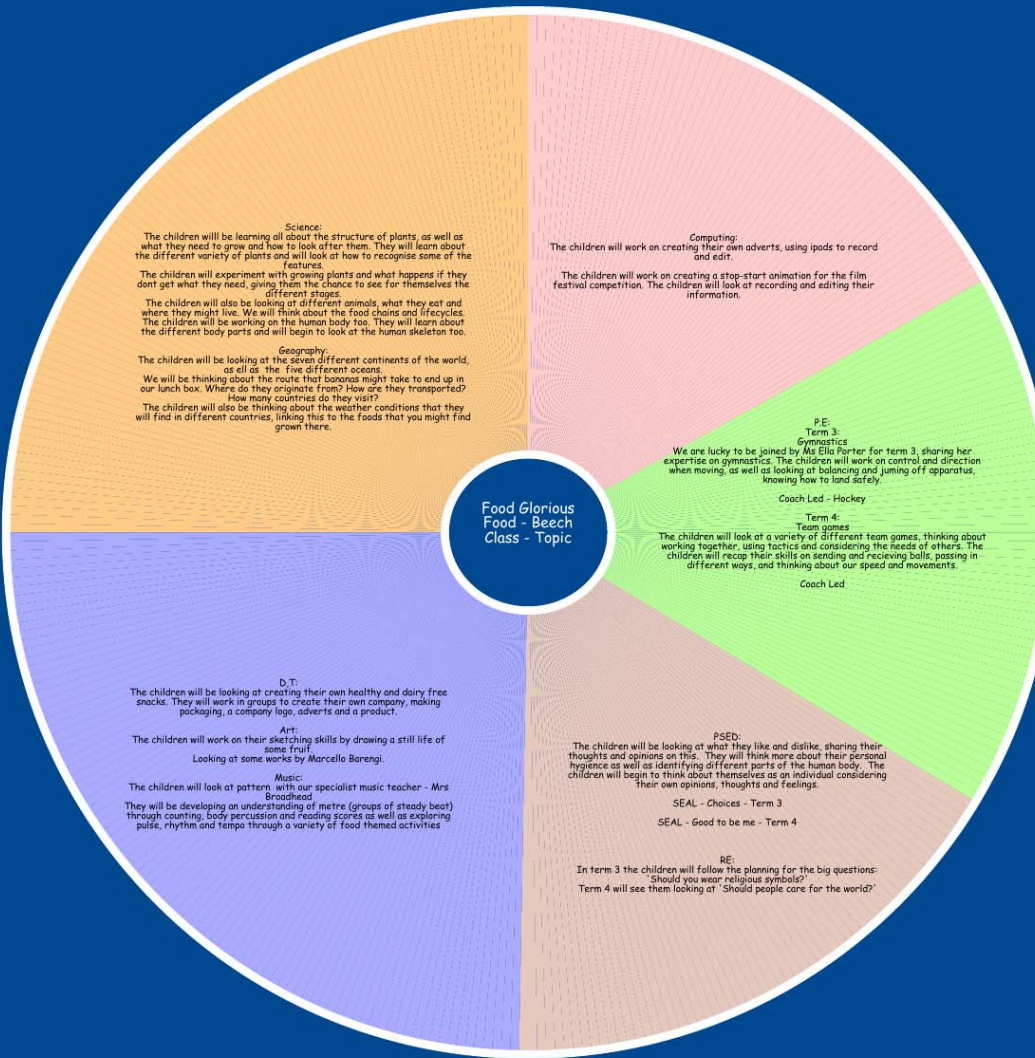 Science:
The children willl be learning all about the structure of plants, as well as
what they need to grow and how to look after them. They will learn about
the different variety of plants and will look at how to recognise some of the
features.
The children will experiment with growing plants and what happens if they
dont get what they need, giving them the chance to see for themselves the
different stages.
The children will also be looking at different animals, what they eat and
where they might live. We will think about the food chains and lifecycles.
The children will be working on the human body too. They will learn about
the different body parts and will begin to look at the human skeleton too.
Geography:
The children will be looking at the seven different continents of the world,
as ell as the five different oceans.
We will be thinking about the route that bananas might take to end up in
our lunch box. Where do they originate from? How are they transported?
How many countries do they visit?
The children will also be thinking about the weather conditions that they
will find in different countries, linking this to the foods that you might find
grown there.
Computing:
The children will work on creating their own adverts, using ipads to record
and edit.
The children will work on creating a stop-start animation for the film
festival competition. The children will look at recording and editing their
information.
P.E:
Term 3:
Gymnastics
We are lucky to be joined by Ms Ella Porter for term 3, sharing her
expertise on gymnastics. The children will work on control and direction
when moving, as well as looking at balancing and juming off apparatus,
knowing how to land safely.
Coach Led - Hockey
Term 4:
Team games
The children will look at a variety of different team games, thinking about
working together, using tactics and considering the needs of others. The
children will recap their skills on sending and recieving balls, passing in
different ways, and thinking about our speed and movements.
Coach Led
Food Glorious
Food - Beech
Class - Topic
D,T:
The children will be looking at creating their own healthy and dairy free
snacks. They will work in groups to create their own company, making
packaging, a company logo, adverts and a product.
Art:
The children will work on their sketching skills by drawing a still life of
some fruit.
Looking at some works by Marcello Barengi.
Music:
The children will look at pattern with our specialist music teacher - Mrs
Broadhead
They will be developing an understanding of metre (groups of steady beat)
through counting, body percussion and reading scores as well as exploring
pulse, rhythm and tempo through a variety of food themed activities
PSED:
The children will be looking at what they like and dislike, sharing their
thoughts and opinions on this. They will think more about their personal
hygience as well as identifying different parts of the human body. The
children will begin to think about themselves as an individual considering
their own opinions, thoughts and feelings.
SEAL - Choices - Term 3
SEAL - Good to be me - Term 4
RE:
In term 3 the children will follow the planning for the big questions:
'Should you wear religious symbols?'
Term 4 will see them looking at 'Should people care for the world?'